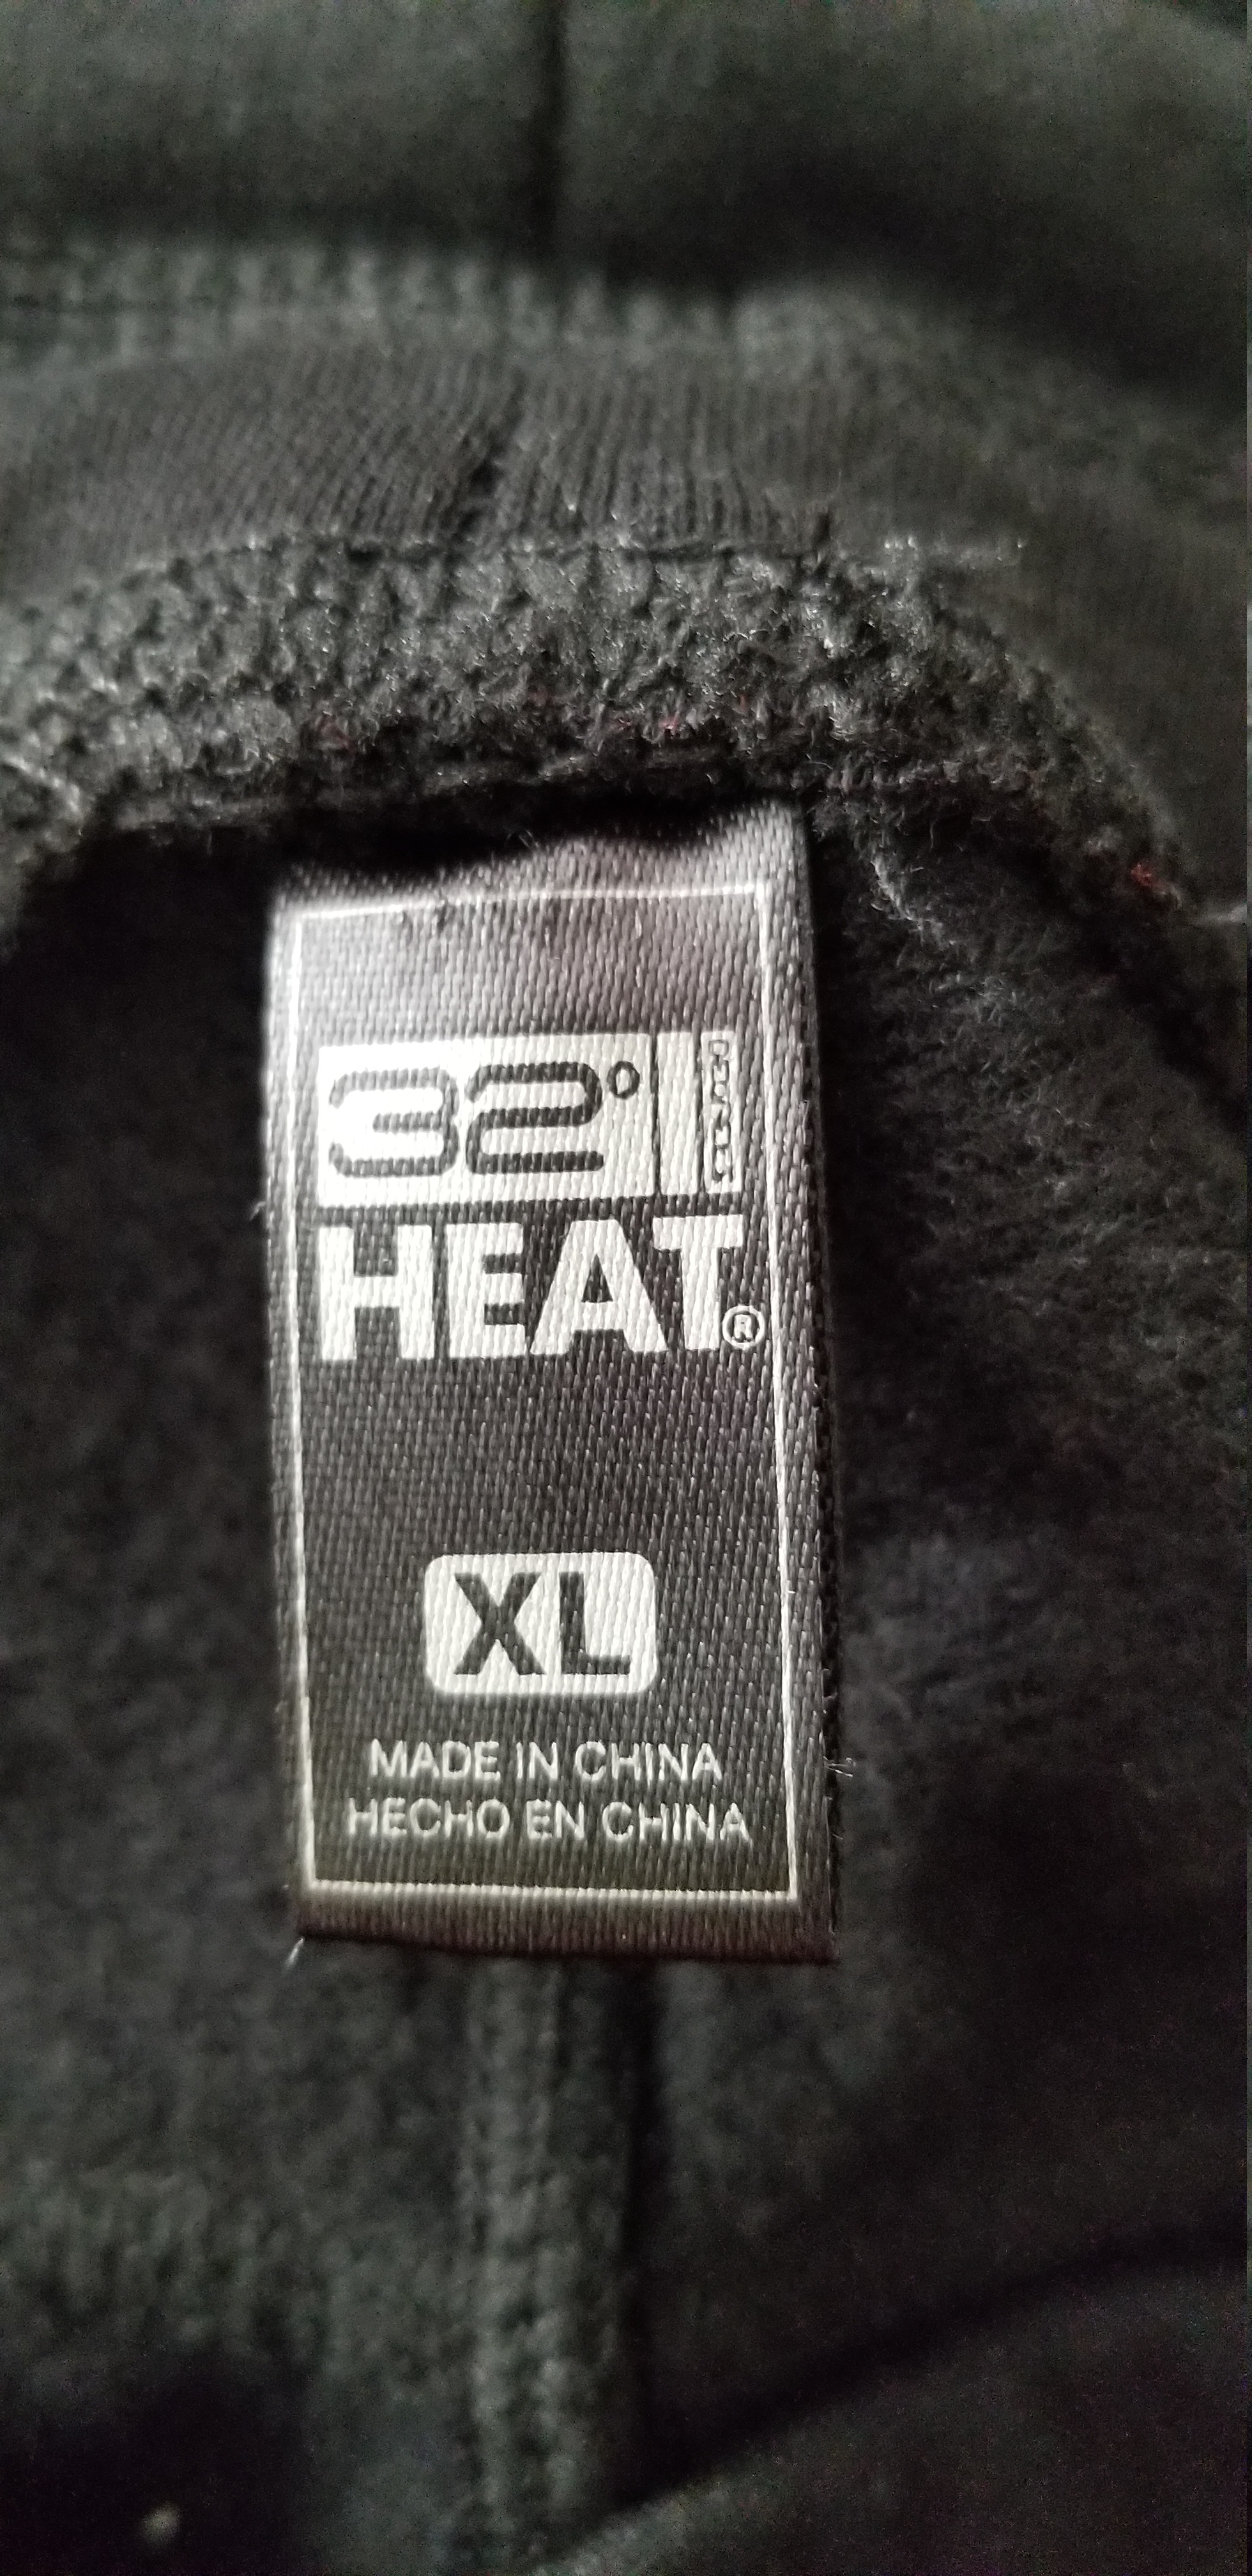 32°
HEAT®
XL
MADE IN CHINA
HECHO EN CHINA